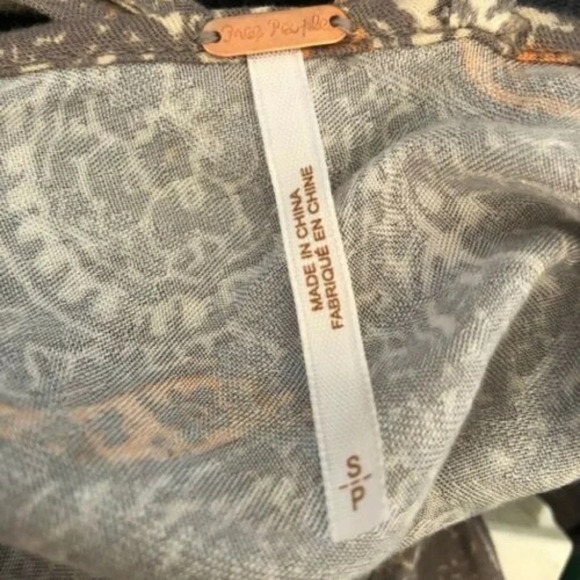 Free People
MADE IN CHINA
FABRIQUÉ EN CHINE
S
P